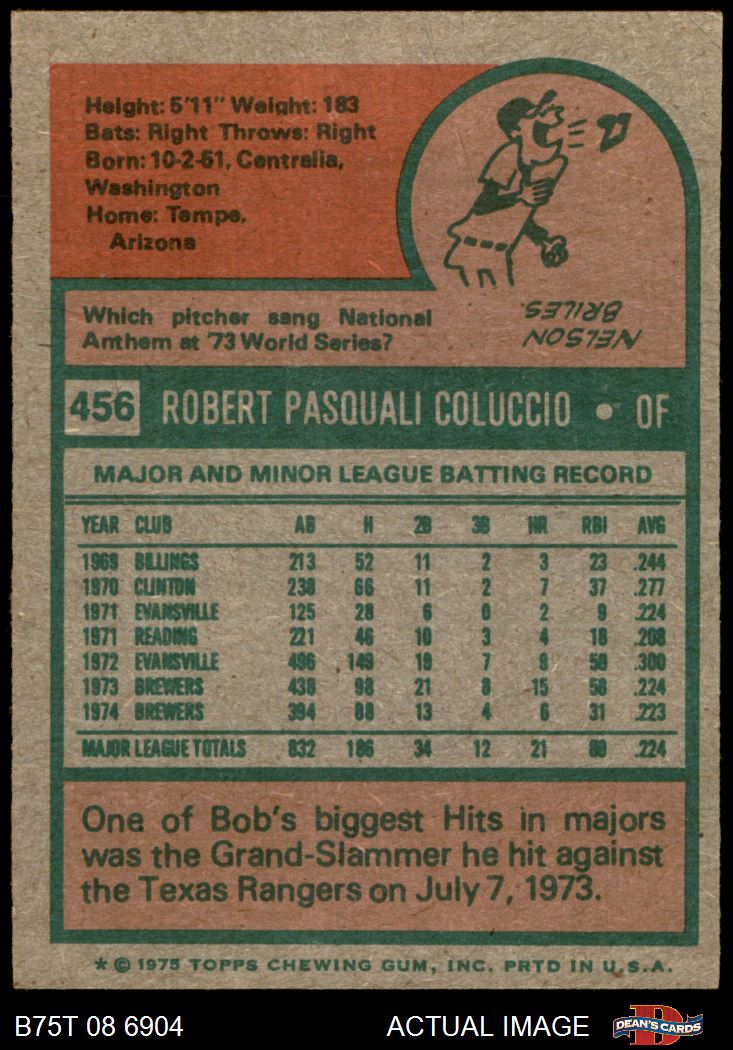 Height: 5'11" Weight: 183
Bats: Right Throws: Right
Born: 10-2-51, Centralia,
Washington
Home: Tempe,
Arizona
Which pitcher sang National
Anthem at '73 World Series?
NELSON
BRILES.
456 ROBERT PASQUALI COLUCCIO • OF
MAJOR AND MINOR LEAGUE BATTING RECORD
YEAR CLUB AB H 2B 3B HR RBI AVG
1969 BILLINGS 213 52 11 2 3 23 .244
1970 CLINTON 238 66 11 2 7 37 .277
1971 EVANSVILLE 125 28 6 0 2 9 .224
1971 READING 221 46 10 3 4 18 .208
1972 EVANSVILLE 496 149 19 7 8 58 .300
1973 BREWERS 438 98 21 8 15 58 .224
1974 BREWERS 394 88 13 4 6 31 .223
MAJOR LEAGUE TOTALS 832 186 34 12 21 89 .224
One of Bob's biggest Hits in majors
was the Grand-Slammer he hit against
the Texas Rangers on July 7, 1973.
* © 1975 TOPPS CHEWING GUM, INC. PRTD IN U.S.A.
B75T 08 6904 ACTUAL IMAGE
D
DEAN'S CARDS